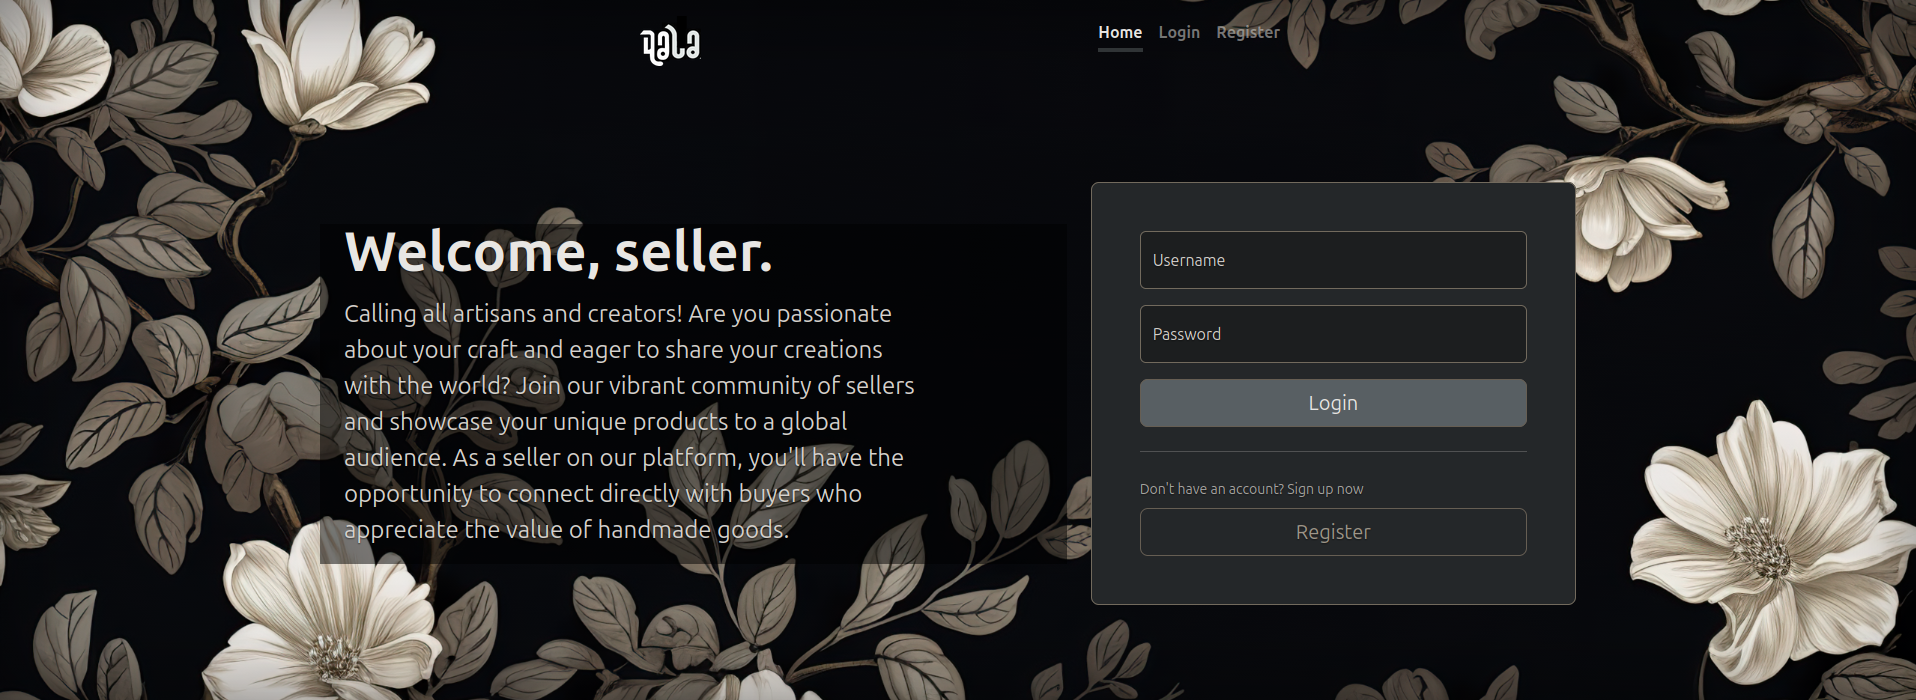 qala
Home Login Register
Welcome, seller.
Calling all artisans and creators! Are you passionate
about your craft and eager to share your creations
with the world? Join our vibrant community of sellers
and showcase your unique products to a global
audience. As a seller on our platform, you'll have the
opportunity to connect directly with buyers who
appreciate the value of handmade goods.
Username
Password
Login
Don't have an account? Sign up now
Register